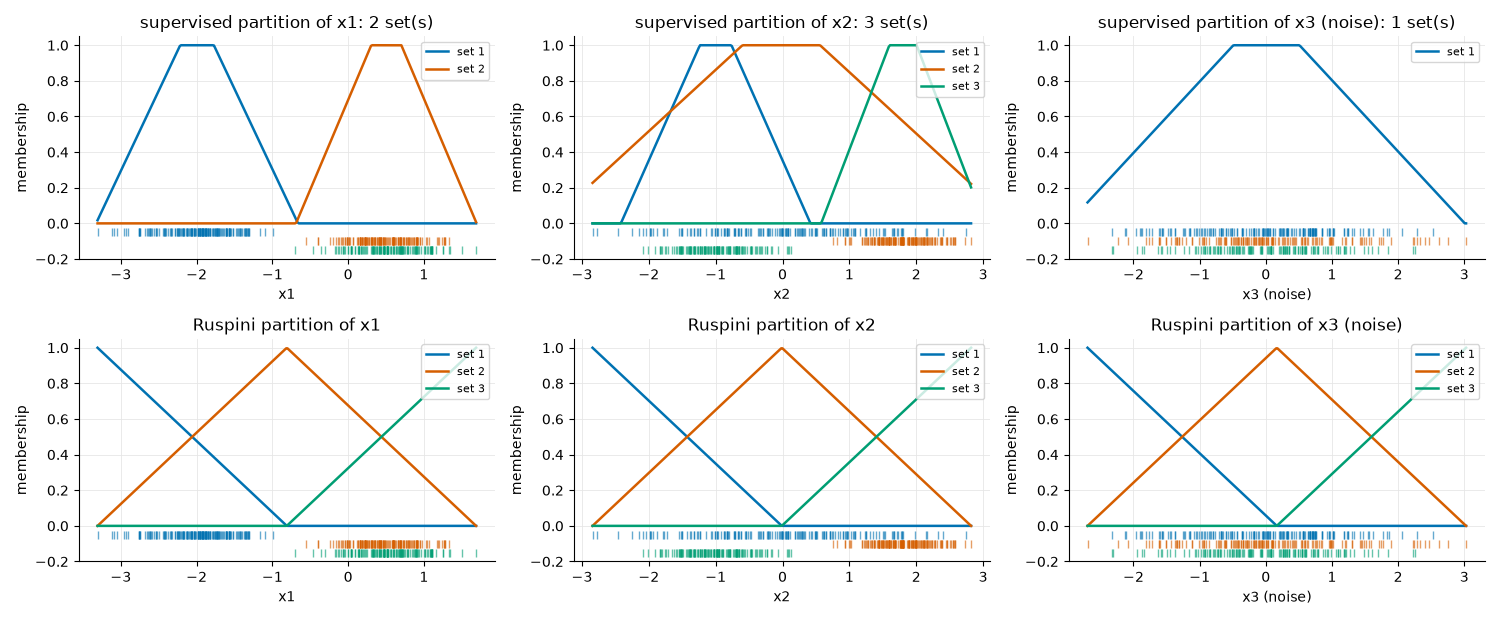 supervised partition of x1: 2 set(s)
supervised partition of x2: 3 set(s)
supervised partition of x3 (noise): 1 set(s)
membership
1.0
0.8
0.6
0.4
0.2
0.0
−0.2
set 1
set 2
−3
−2
−1
0
1
x1
membership
1.0
0.8
0.6
0.4
0.2
0.0
−0.2
set 1
set 2
set 3
−3
−2
−1
0
1
2
3
x2
membership
1.0
0.8
0.6
0.4
0.2
0.0
−0.2
set 1
−2
−1
0
1
2
3
x3 (noise)
Ruspini partition of x1
Ruspini partition of x2
Ruspini partition of x3 (noise)
membership
1.0
0.8
0.6
0.4
0.2
0.0
−0.2
set 1
set 2
set 3
−3
−2
−1
0
1
x1
membership
1.0
0.8
0.6
0.4
0.2
0.0
−0.2
set 1
set 2
set 3
−3
−2
−1
0
1
2
3
x2
membership
1.0
0.8
0.6
0.4
0.2
0.0
−0.2
set 1
set 2
set 3
−2
−1
0
1
2
3
x3 (noise)